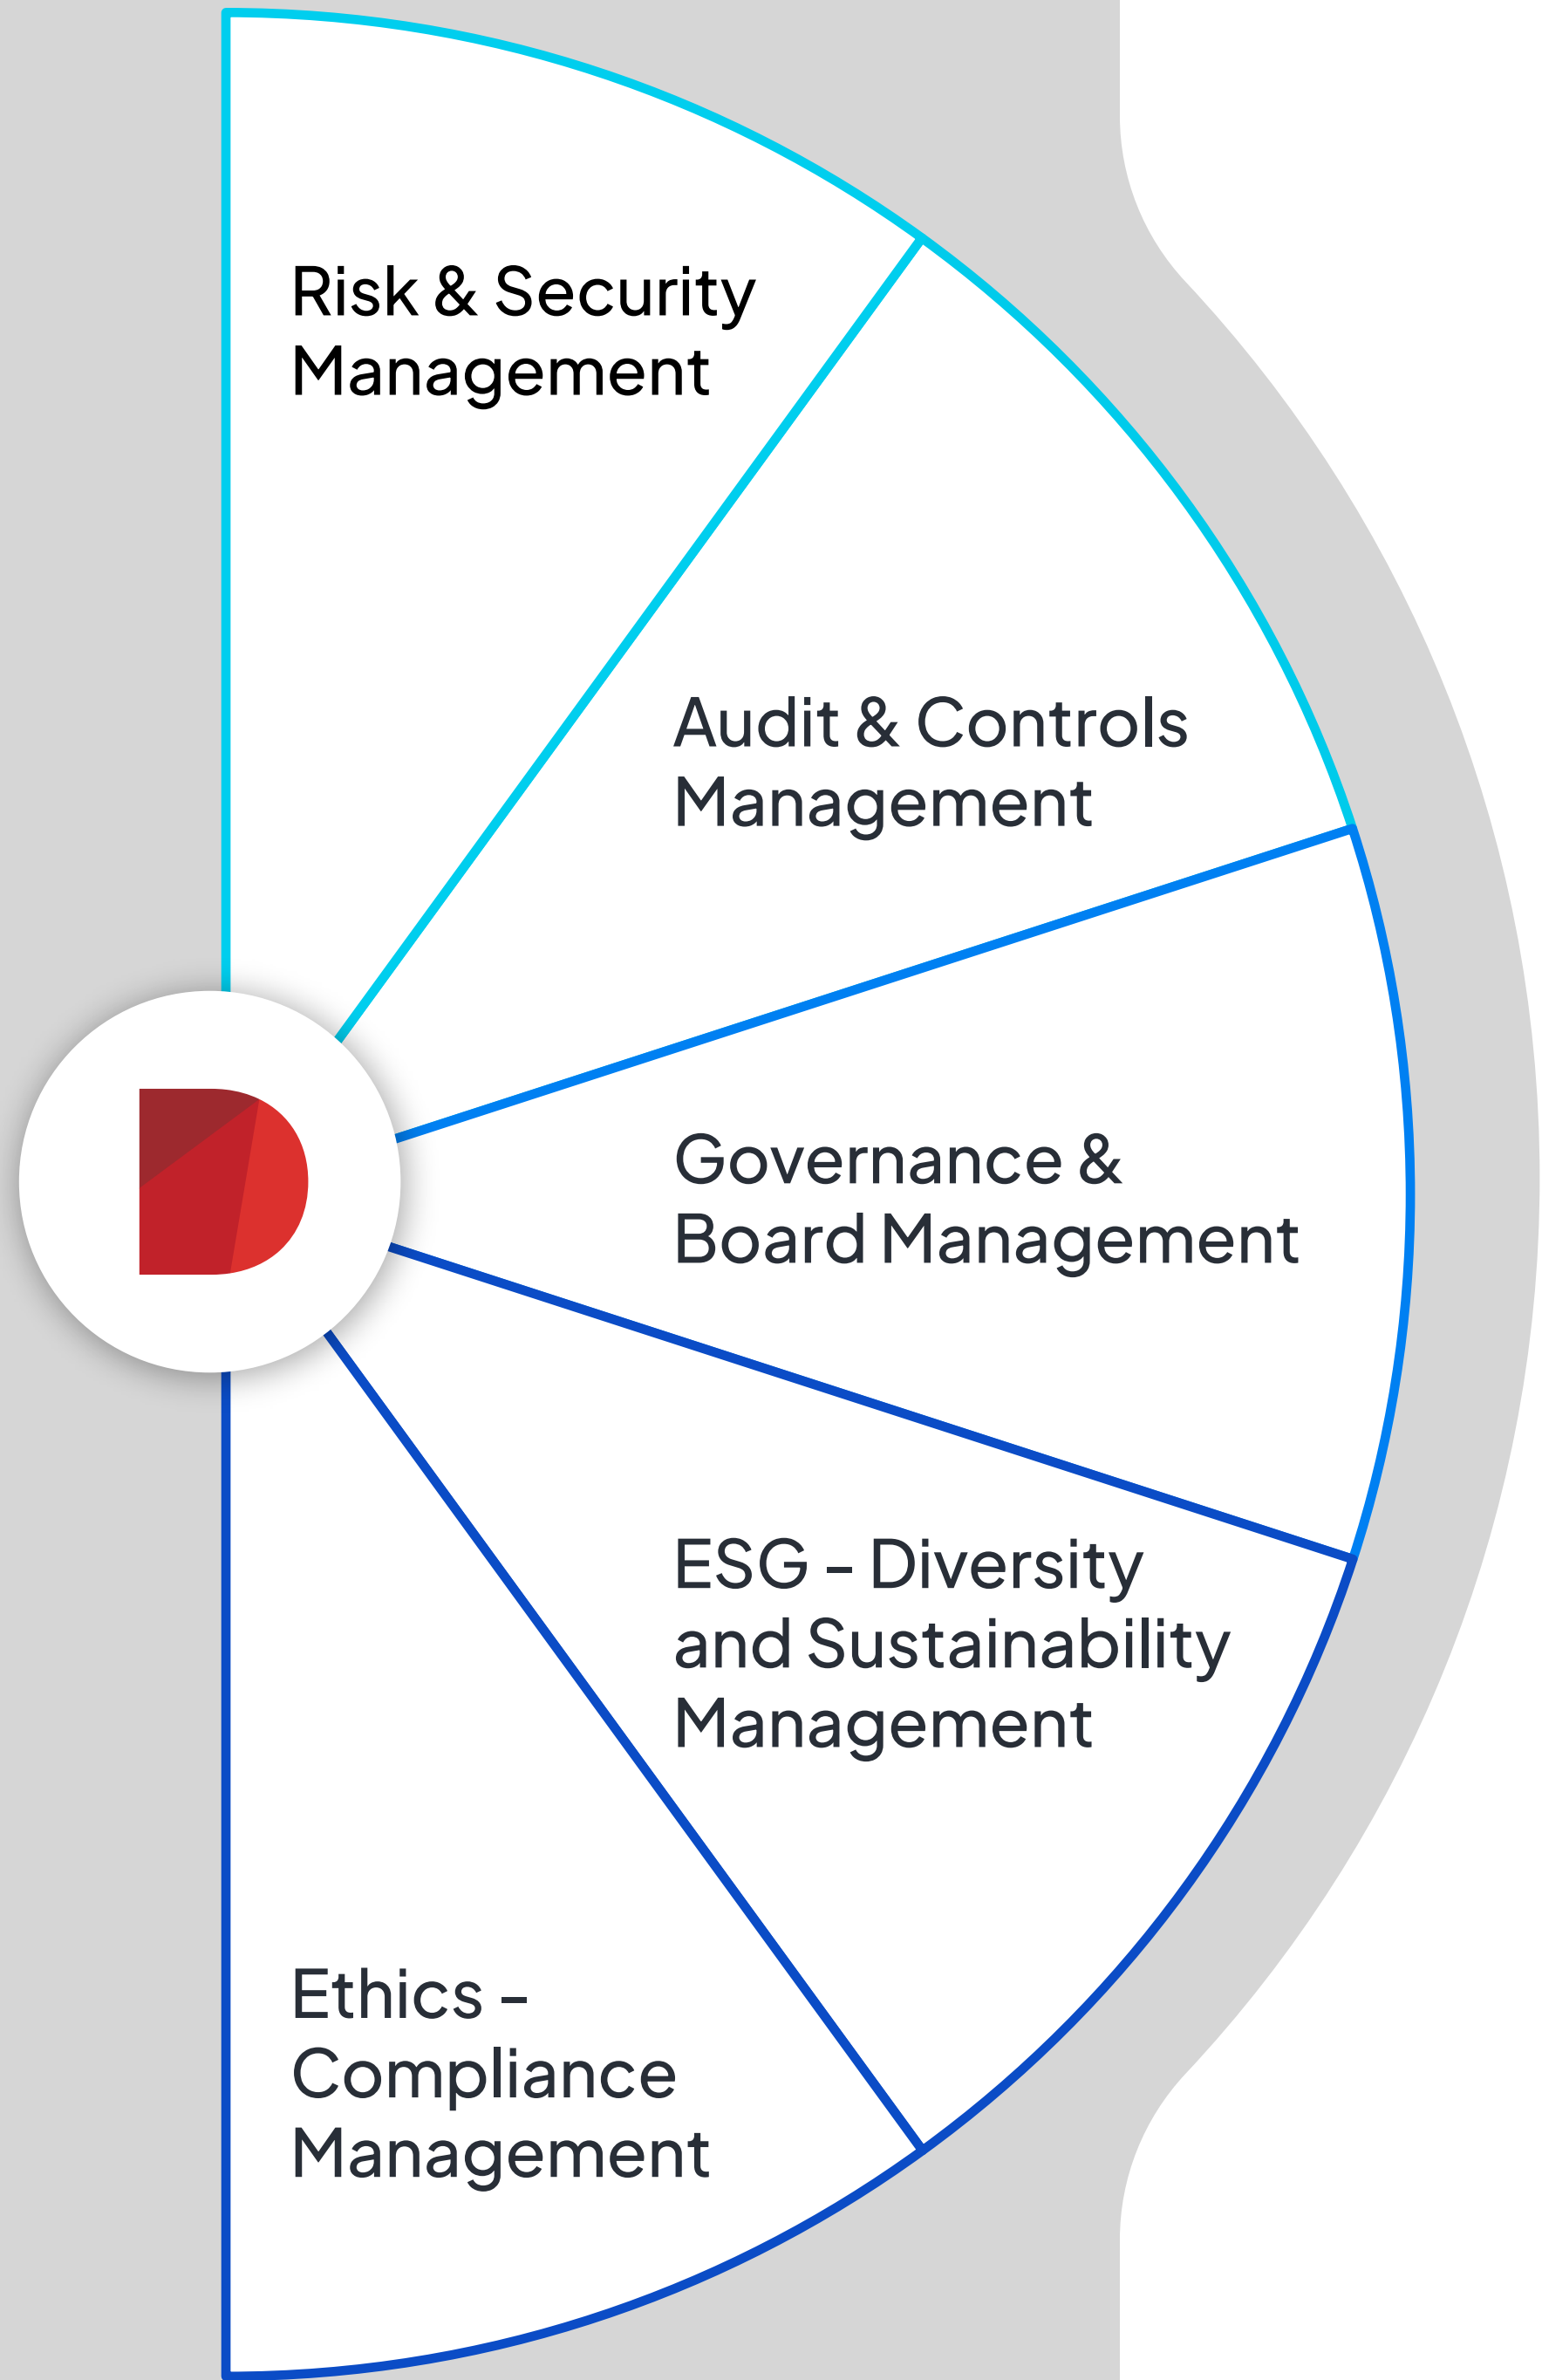 Risk & Security
Management
Audit & Controls
Management
Governance &
Board Management
ESG – Diversity
and Sustainability
Management
Ethics -
Compliance
Management